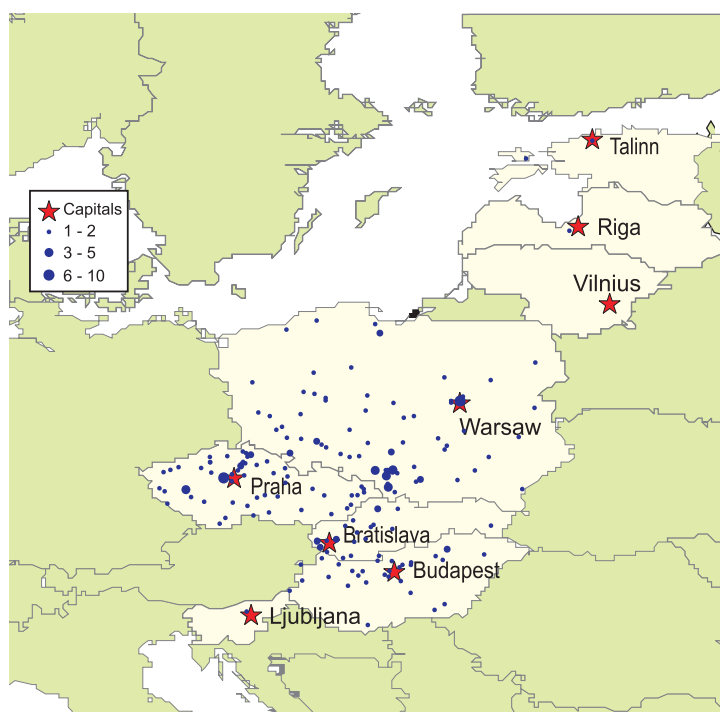 Talinn
Capitals
1 - 2
3 - 5
6 - 10
Riga
Vilnius
Warsaw
Praha
Bratislava
Budapest
Ljubljana